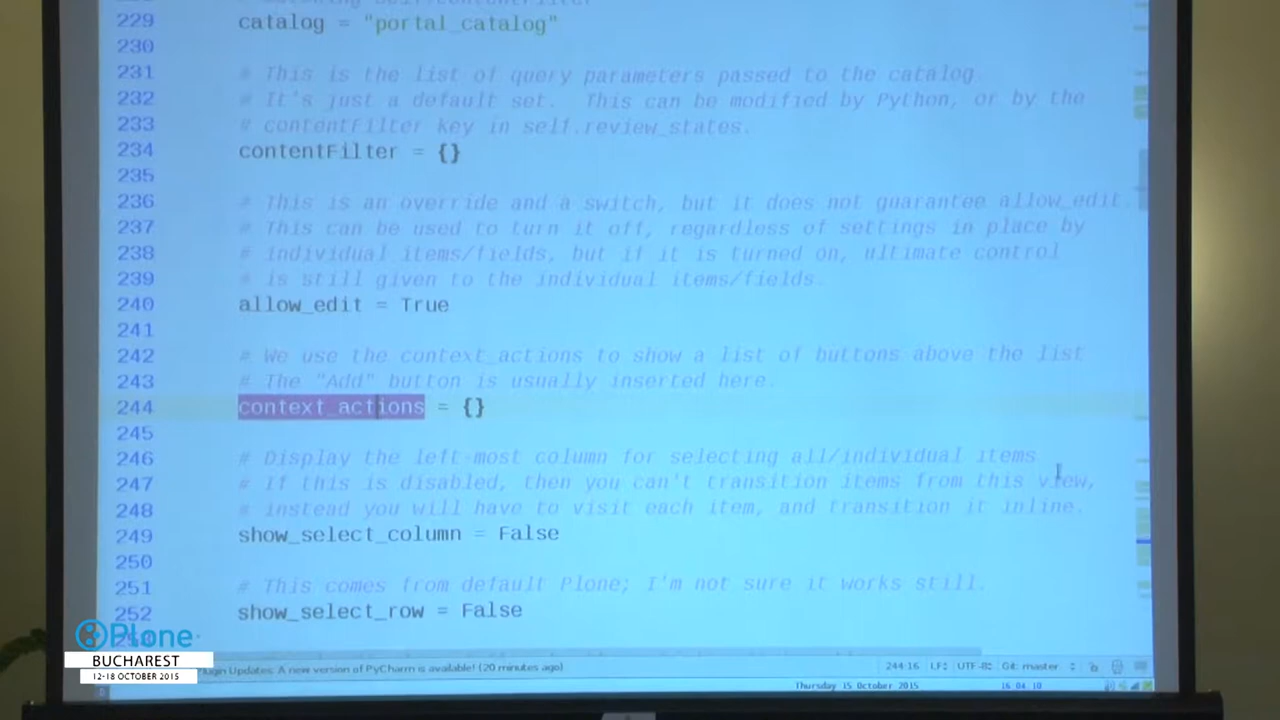 229 catalog = "portal_catalog"
230
231 # This is the list of query parameters passed to the catalog.
232 # It's just a default set. This can be modified by Python, or by the
233 # contentFilter key in self.review_states.
234 contentFilter = {}
235
236 # This is an override and a switch, but it does not guarantee allow_edit.
237 # This can be used to turn it off, regardless of settings in place by
238 # individual items/fields, but if it is turned on, ultimate control
239 # is still given to the individual items/fields.
240 allow_edit = True
241
242 # We use the context_actions to show a list of buttons above the list
243 # The "Add" button is usually inserted here.
244 context_actions = {}
245
246 # Display the left-most column for selecting all/individual items
247 # If this is disabled, then you can't transition items from this view,
248 # instead you will have to visit each item, and transition it inline.
249 show_select_column = False
250
251 # This comes from default Plone; I'm not sure it works still.
252 show_select_row = False
Plone
BUCHAREST
12-18 OCTOBER 2015
Updates: A new version of PyCharm is available! (20 minutes ago)
244:16 LF UTF-8 Git: master
Thursday 15 October 2015 16:04:10